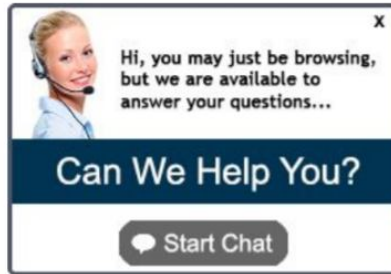 X
Hi, you may just be browsing,
but we are available to
answer your questions...
Can We Help You?
Start Chat